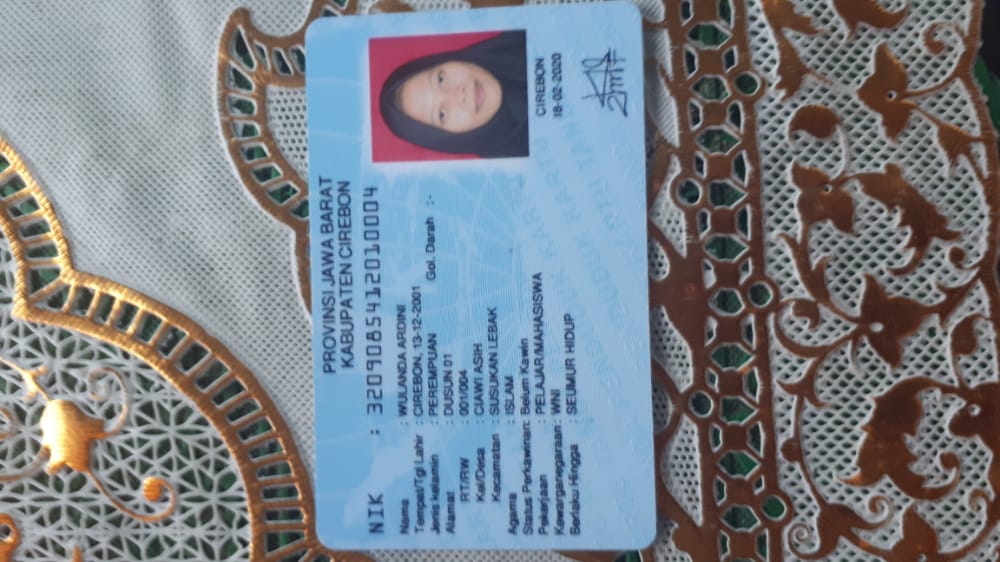 PROVINSI JAWA BARAT
KABUPATEN CIREBON
NIK : 3209085412010004
Nama : WULANDA ARDINI
Tempat/Tgl Lahir : CIREBON, 13-12-2001
Jenis kelamin : PEREMPUAN Gol. Darah :-
Alamat : DUSUN 01
RT/RW : 001/004
Kel/Desa : CIAWI ASIH
Kecamatan : SUSUKAN LEBAK
Agama : ISLAM
Status Perkawinan: Belum Kawin
Pekerjaan : PELAJAR/MAHASISWA
Kewarganegaraan: WNI
Berlaku Hingga : SEUMUR HIDUP
CIREBON
18-02-2020